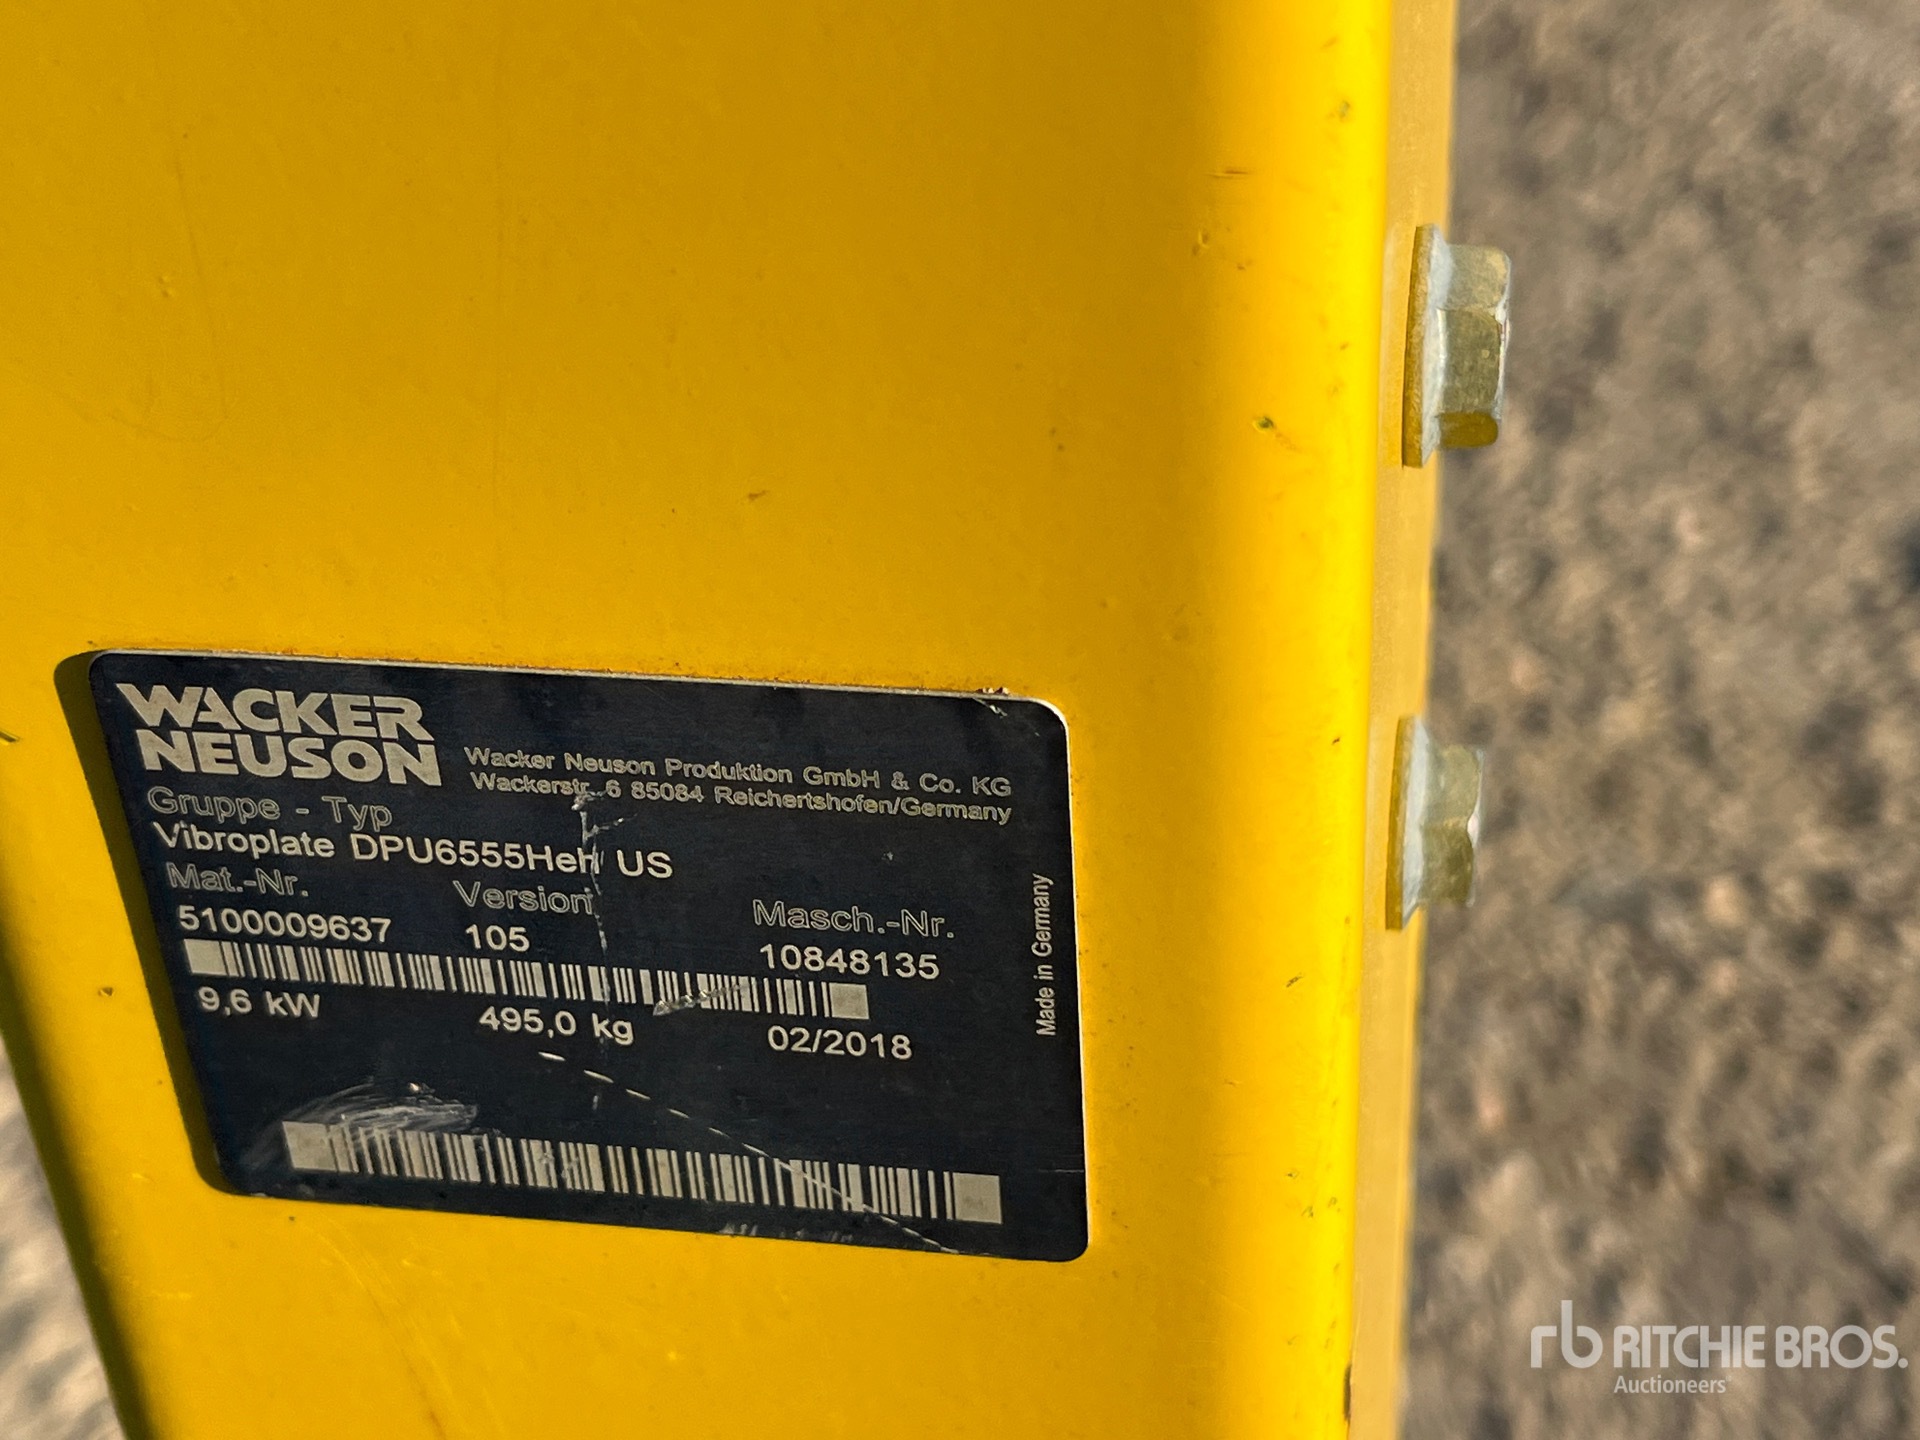 WACKER
NEUSON
Wacker Neuson Produktion GmbH & Co. KG
Wackerstr. 6 85084 Reichertshofen/Germany
Gruppe - Typ
Vibroplate DPU6555Heh US
Mat.-Nr. Version Masch.-Nr.
5100009637 105 10848135
9,6 kW 495,0 kg 02/2018
Made in Germany
rb RITCHIE BROS.
Auctioneers